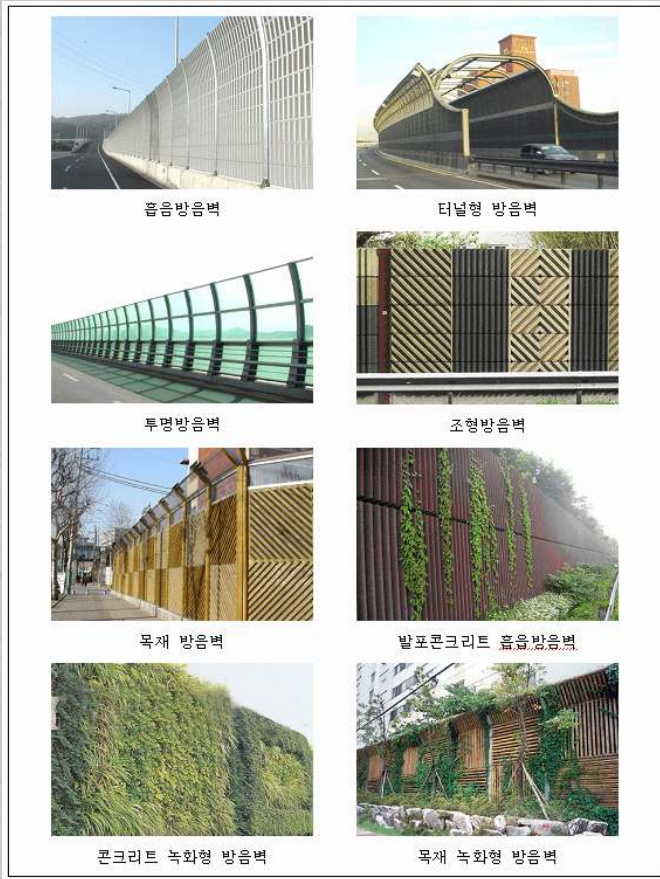 흡음방음벽
터널형 방음벽
투명방음벽
조형방음벽
목재 방음벽
발포콘크리트 흡읍방음벽
콘크리트 녹화형 방음벽
목재 녹화형 방음벽